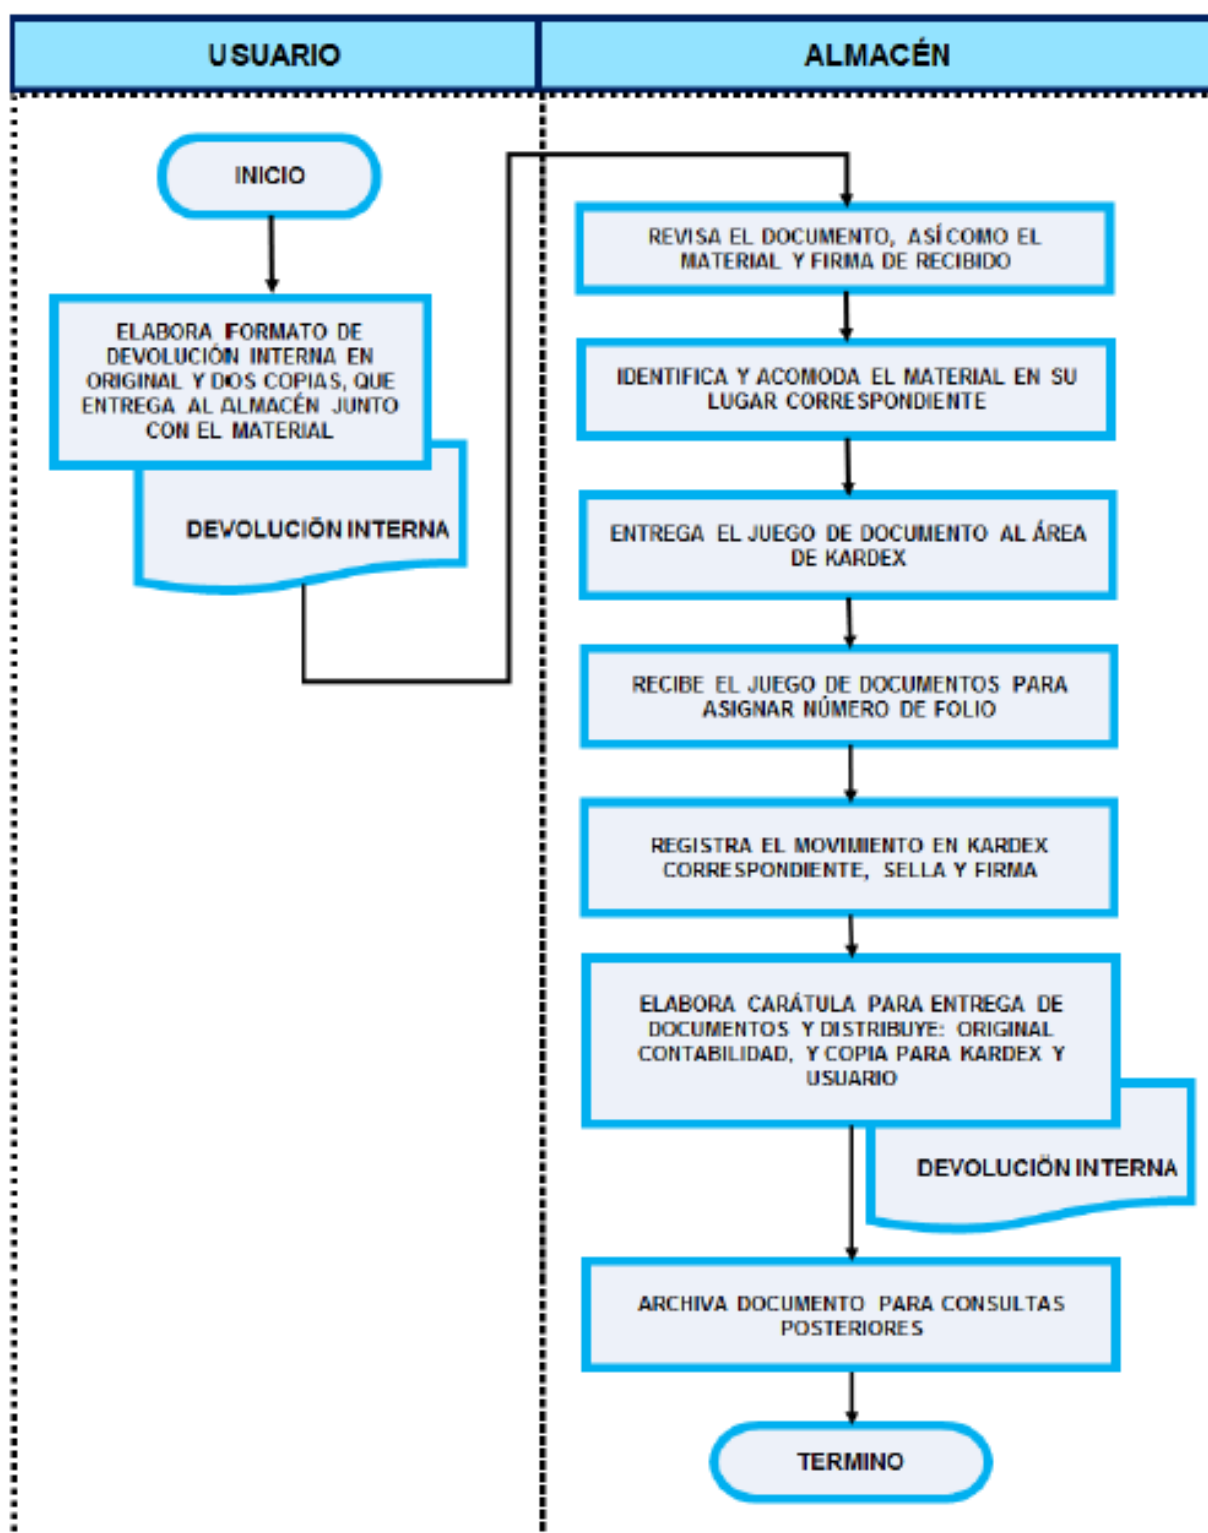 USUARIO
ALMACÉN
INICIO
ELABORA FORMATO DE
DEVOLUCIÓN INTERNA EN
ORIGINAL Y DOS COPIAS, QUE
ENTREGA AL ALMACÉN JUNTO
CON EL MATERIAL
DEVOLUCIÓN INTERNA
REVISA EL DOCUMENTO, ASÍ COMO EL
MATERIAL Y FIRMA DE RECIBIDO
IDENTIFICA Y ACOMODA EL MATERIAL EN SU
LUGAR CORRESPONDIENTE
ENTREGA EL JUEGO DE DOCUMENTO AL ÁREA
DE KARDEX
RECIBE EL JUEGO DE DOCUMENTOS PARA
ASIGNAR NÚMERO DE FOLIO
REGISTRA EL MOVIMIENTO EN KARDEX
CORRESPONDIENTE, SELLA Y FIRMA
ELABORA CARÁTULA PARA ENTREGA DE
DOCUMENTOS Y DISTRIBUYE: ORIGINAL
CONTABILIDAD, Y COPIA PARA KARDEX Y
USUARIO
DEVOLUCIÓN INTERNA
ARCHIVA DOCUMENTO PARA CONSULTAS
POSTERIORES
TERMINO